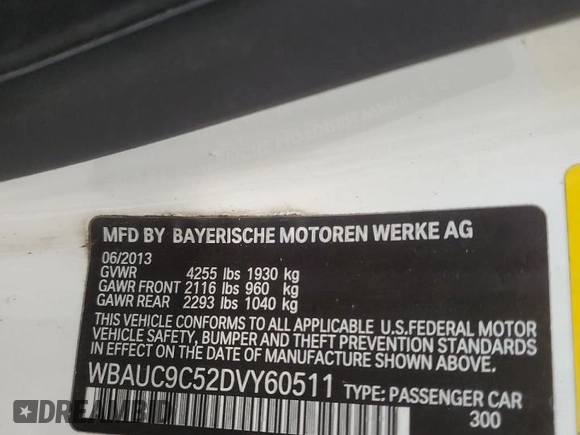 MFD BY BAYERISCHE MOTOREN WERKE AG
06/2013
GVWR 4255 lbs 1930 kg
GAWR FRONT 2116 lbs 960 kg
GAWR REAR 2293 lbs 1040 kg
THIS VEHICLE CONFORMS TO ALL APPLICABLE U.S.FEDERAL MOTOR
VEHICLE SAFETY, BUMPER AND THEFT PREVENTION STANDARDS
IN EFFECT ON THE DATE OF MANUFACTURE SHOWN ABOVE.
WBAUC9C52DVY60511 TYPE: PASSENGER CAR
300
DREAMBID